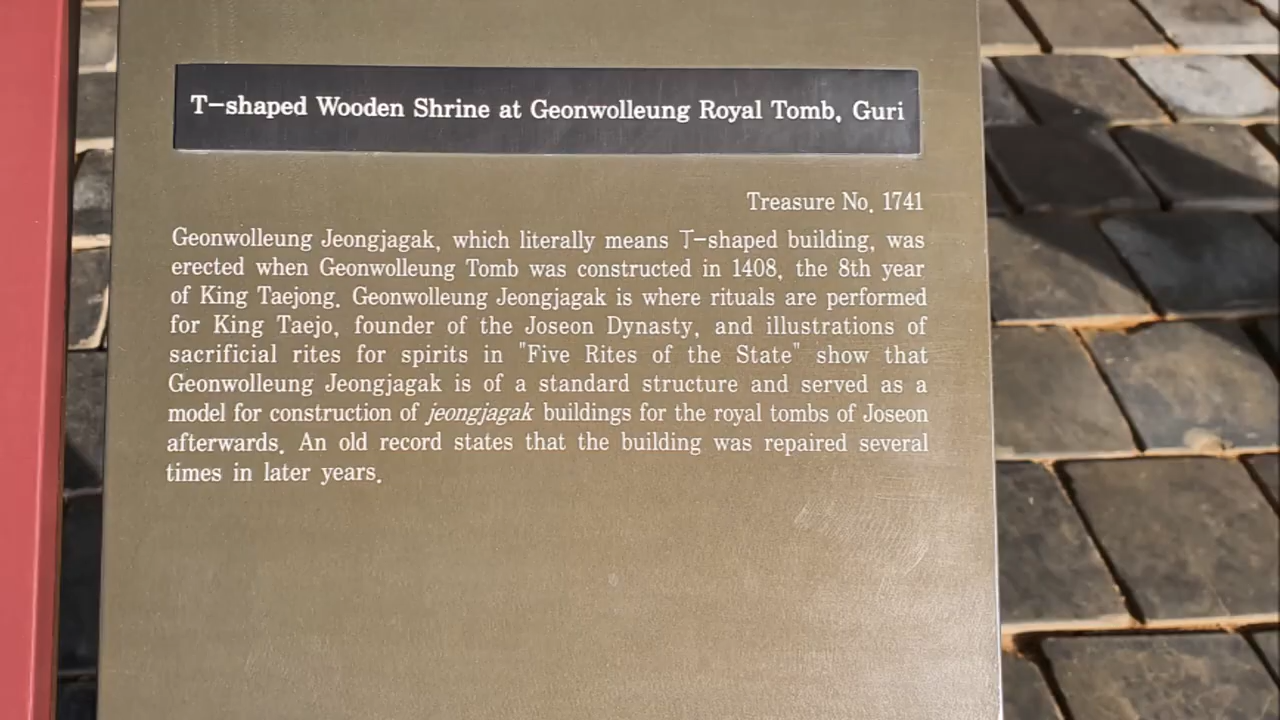 T-shaped Wooden Shrine at Geonwolleung Royal Tomb, Guri
Treasure No. 1741
Geonwolleung Jeongjagak, which literally means T-shaped building, was
erected when Geonwolleung Tomb was constructed in 1408, the 8th year
of King Taejong. Geonwolleung Jeongjagak is where rituals are performed
for King Taejo, founder of the Joseon Dynasty, and illustrations of
sacrificial rites for spirits in "Five Rites of the State" show that
Geonwolleung Jeongjagak is of a standard structure and served as a
model for construction of jeongjagak buildings for the royal tombs of Joseon
afterwards. An old record states that the building was repaired several
times in later years.